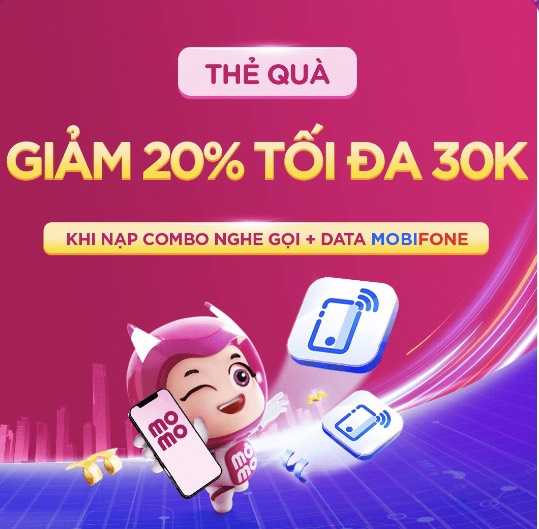 THẺ QUÀ
GIẢM 20% TỐI ĐA 30K
KHI NẠP COMBO NGHE GỌI + DATA MOBIFONE
mo
mo
mo
mo